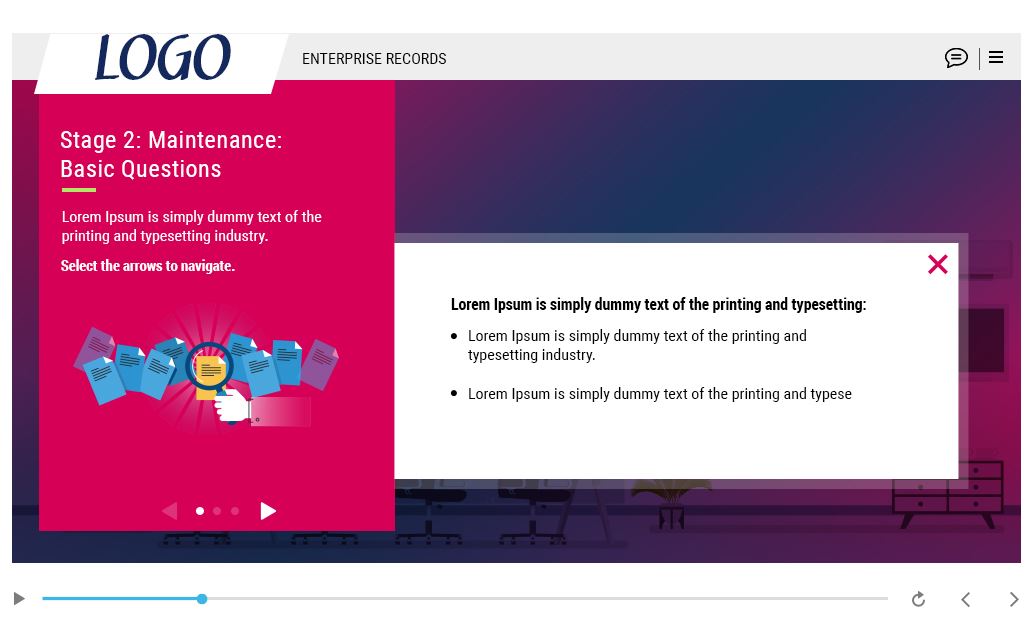 LOGO
ENTERPRISE RECORDS
Stage 2: Maintenance:
Basic Questions
Lorem Ipsum is simply dummy text of the
printing and typesetting industry.
Select the arrows to navigate.
Lorem Ipsum is simply dummy text of the printing and typesetting:
• Lorem Ipsum is simply dummy text of the printing and
typesetting industry.
• Lorem Ipsum is simply dummy text of the printing and typese